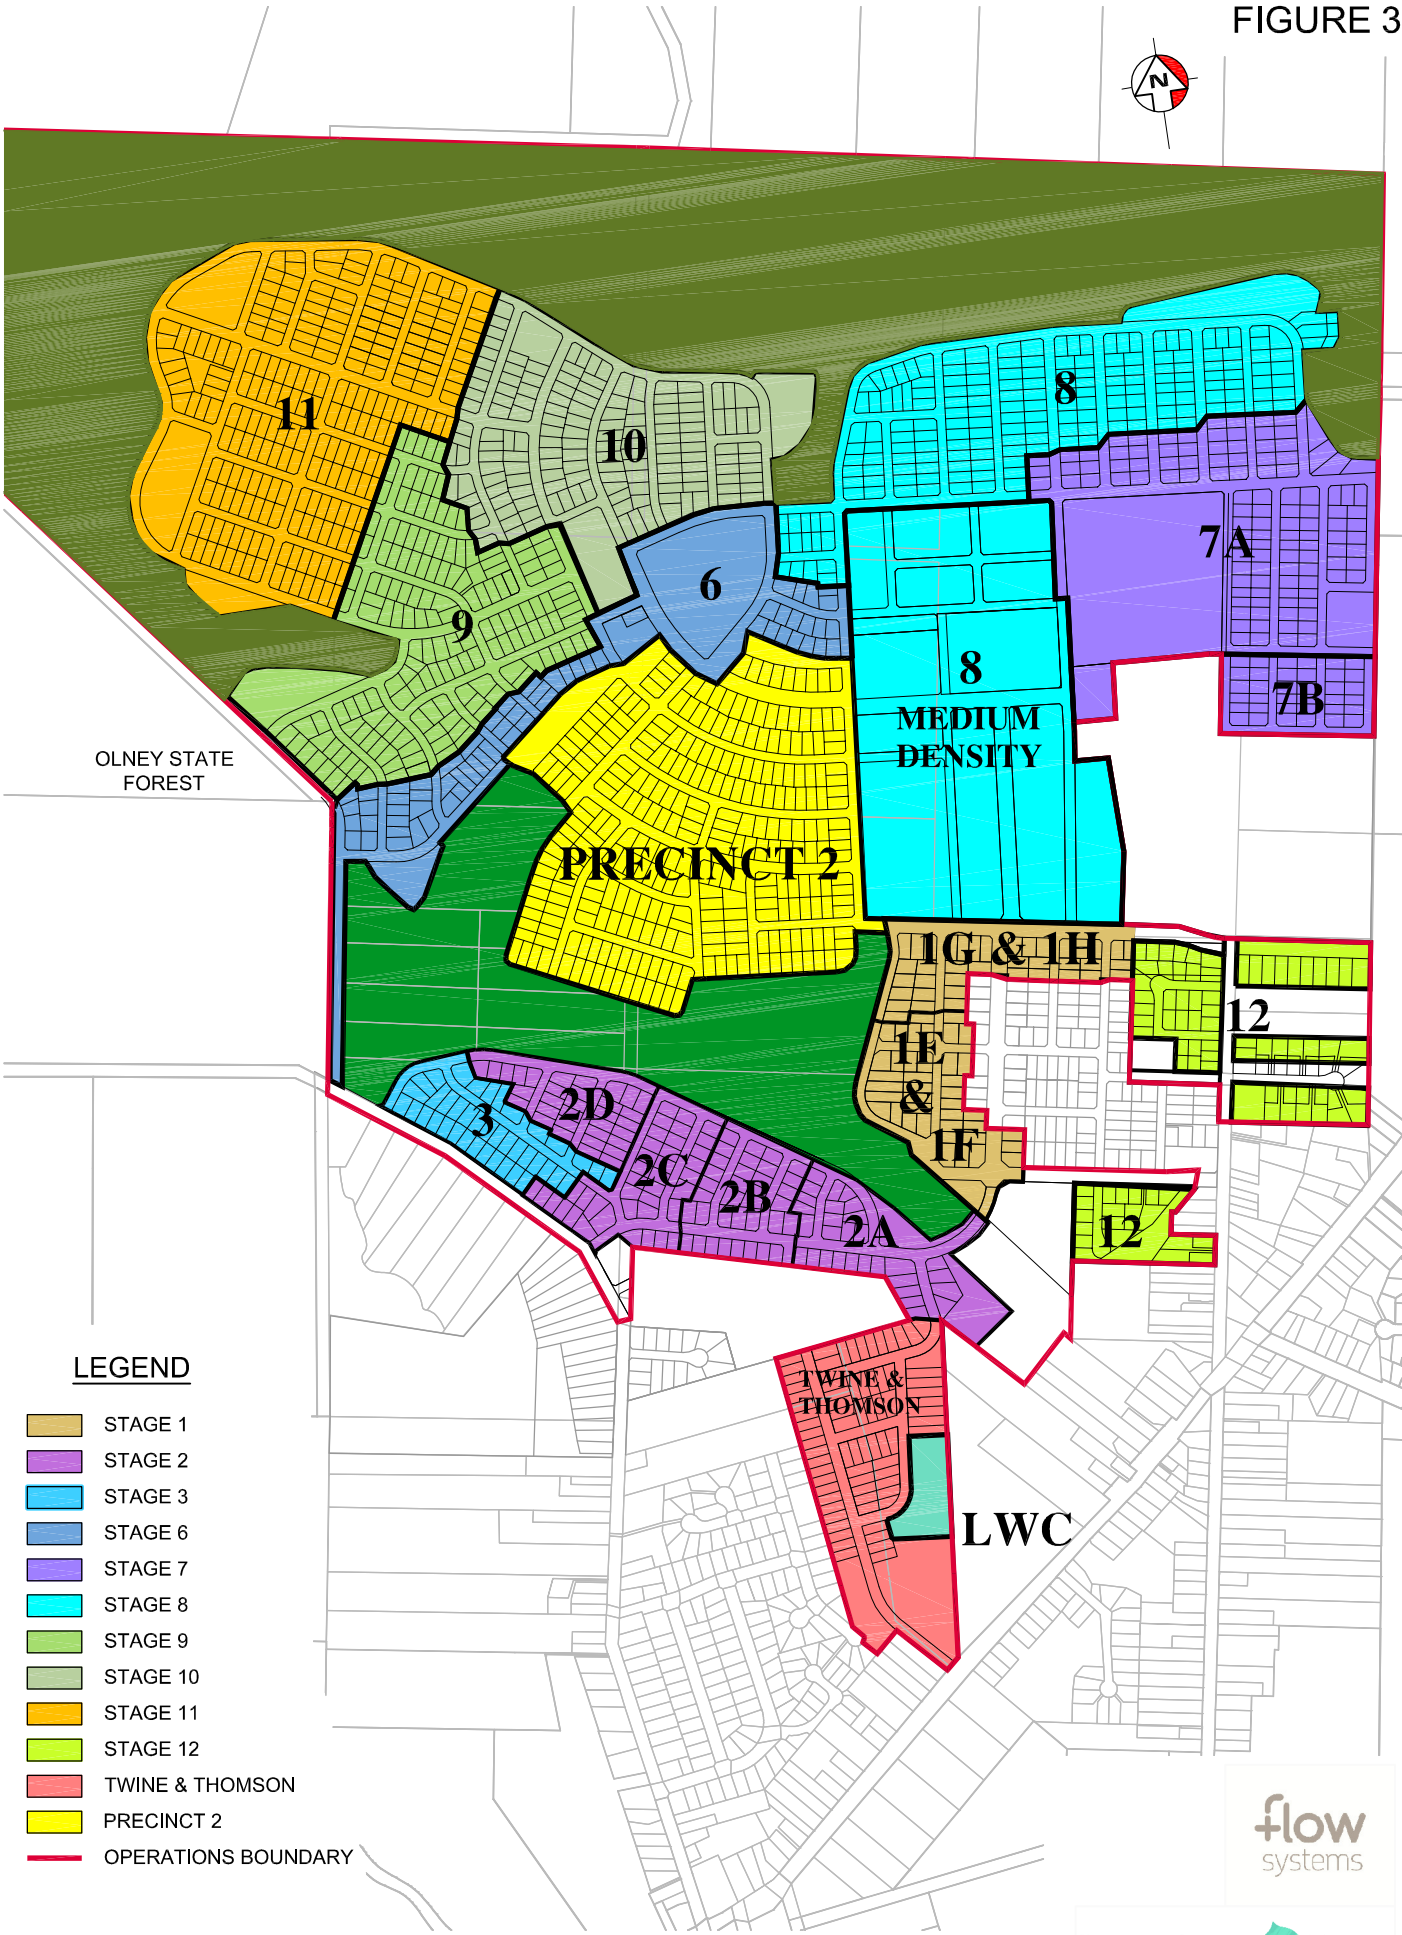 FIGURE 3
N
11
10
8
7A
6
9
8
MEDIUM
DENSITY
7B
OLNEY STATE
FOREST
PRECINCT 2
1G & 1H
12
1E
&
1F
2D
3
2C
2B
2A
12
TWINE &
THOMSON
LWC
LEGEND
STAGE 1
STAGE 2
STAGE 3
STAGE 6
STAGE 7
STAGE 8
STAGE 9
STAGE 10
STAGE 11
STAGE 12
TWINE & THOMSON
PRECINCT 2
OPERATIONS BOUNDARY
flow
systems